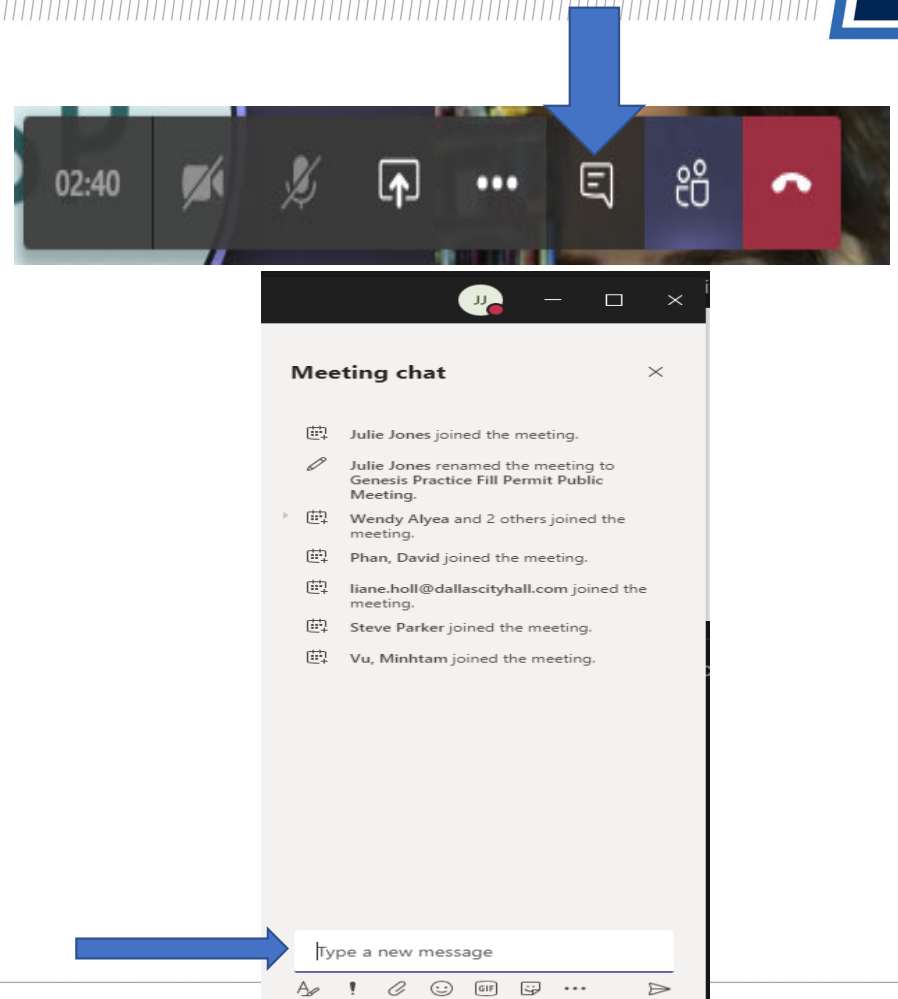 02:40
JJ
Meeting chat
Julie Jones joined the meeting.
Julie Jones renamed the meeting to
Genesis Practice Fill Permit Public
Meeting.
Wendy Alyea and 2 others joined the
meeting.
Phan, David joined the meeting.
liane.holl@dallascityhall.com joined the
meeting.
Steve Parker joined the meeting.
Vu, Minhtam joined the meeting.
Type a new message
GIF